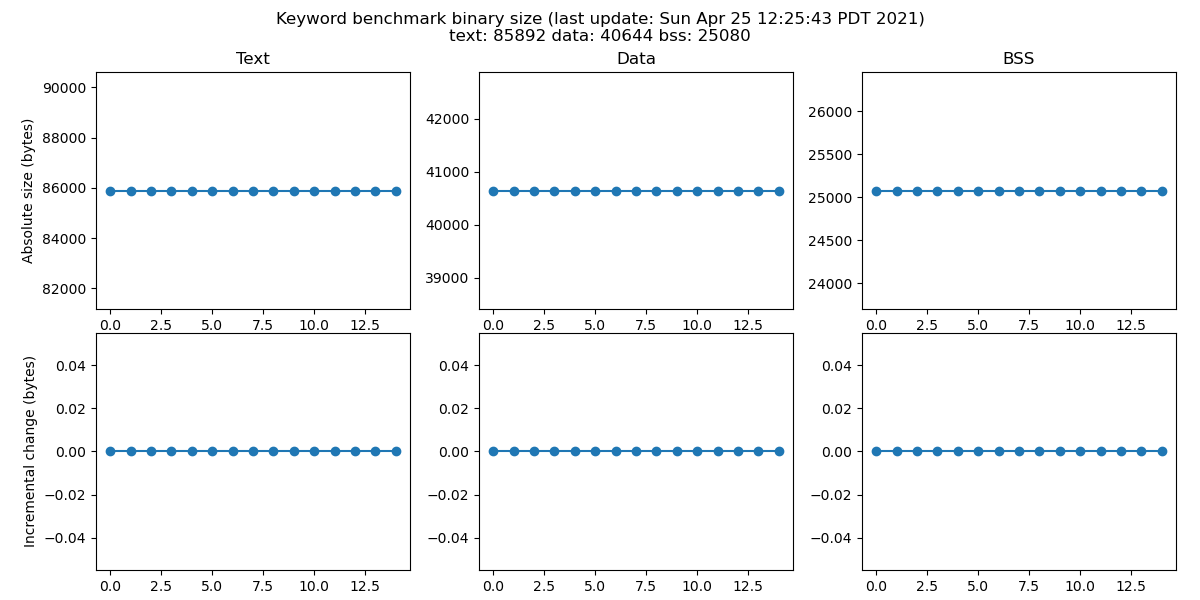 Keyword benchmark binary size (last update: Sun Apr 25 12:25:43 PDT 2021)
text: 85892 data: 40644 bss: 25080
Text
Data
BSS
Absolute size (bytes)
90000
88000
86000
84000
82000
0.0 2.5 5.0 7.5 10.0 12.5
42000
41000
40000
39000
0.0 2.5 5.0 7.5 10.0 12.5
26000
25500
25000
24500
24000
0.0 2.5 5.0 7.5 10.0 12.5
Incremental change (bytes)
0.04
0.02
0.00
−0.02
−0.04
0.0 2.5 5.0 7.5 10.0 12.5
0.04
0.02
0.00
−0.02
−0.04
0.0 2.5 5.0 7.5 10.0 12.5
0.04
0.02
0.00
−0.02
−0.04
0.0 2.5 5.0 7.5 10.0 12.5